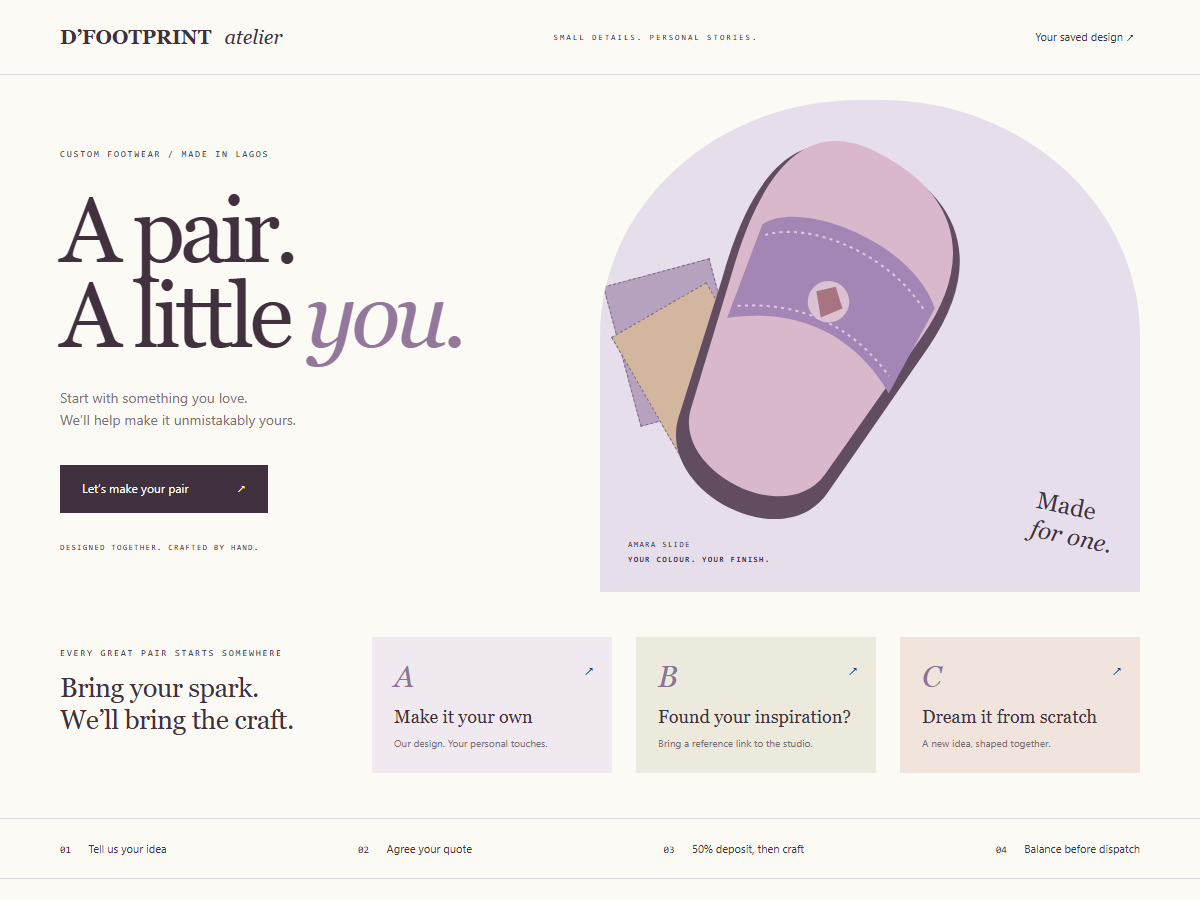 D’FOOTPRINT atelier
SMALL DETAILS. PERSONAL STORIES.
Your saved design ↗
CUSTOM FOOTWEAR / MADE IN LAGOS
A pair.
A little you.
Start with something you love.
We’ll help make it unmistakably yours.
Let’s make your pair ↗
DESIGNED TOGETHER. CRAFTED BY HAND.
AMARA SLIDE
YOUR COLOUR. YOUR FINISH.
Made
for one.
EVERY GREAT PAIR STARTS SOMEWHERE
Bring your spark.
We’ll bring the craft.
A ↗
Make it your own
Our design. Your personal touches.
B ↗
Found your inspiration?
Bring a reference link to the studio.
C ↗
Dream it from scratch
A new idea, shaped together.
01 Tell us your idea
02 Agree your quote
03 50% deposit, then craft
04 Balance before dispatch